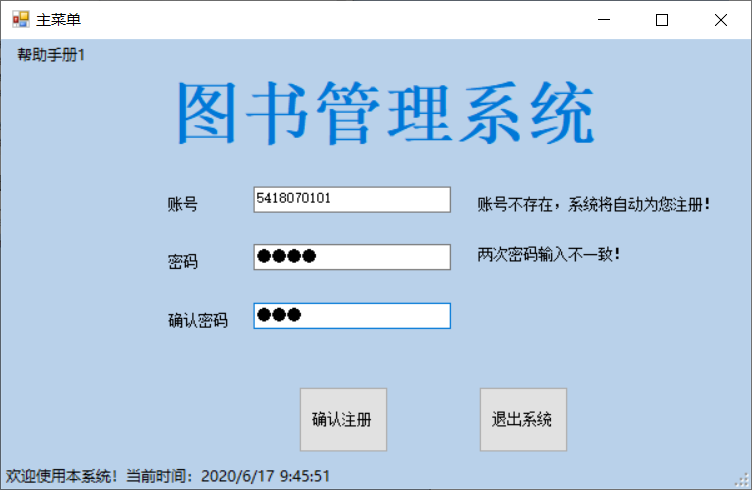 主菜单
帮助手册1
图书管理系统
账号
5418070101
账号不存在，系统将自动为您注册！
密码
●●●●
两次密码输入不一致！
确认密码
●●●
确认注册
退出系统
欢迎使用本系统！当前时间：2020/6/17 9:45:51